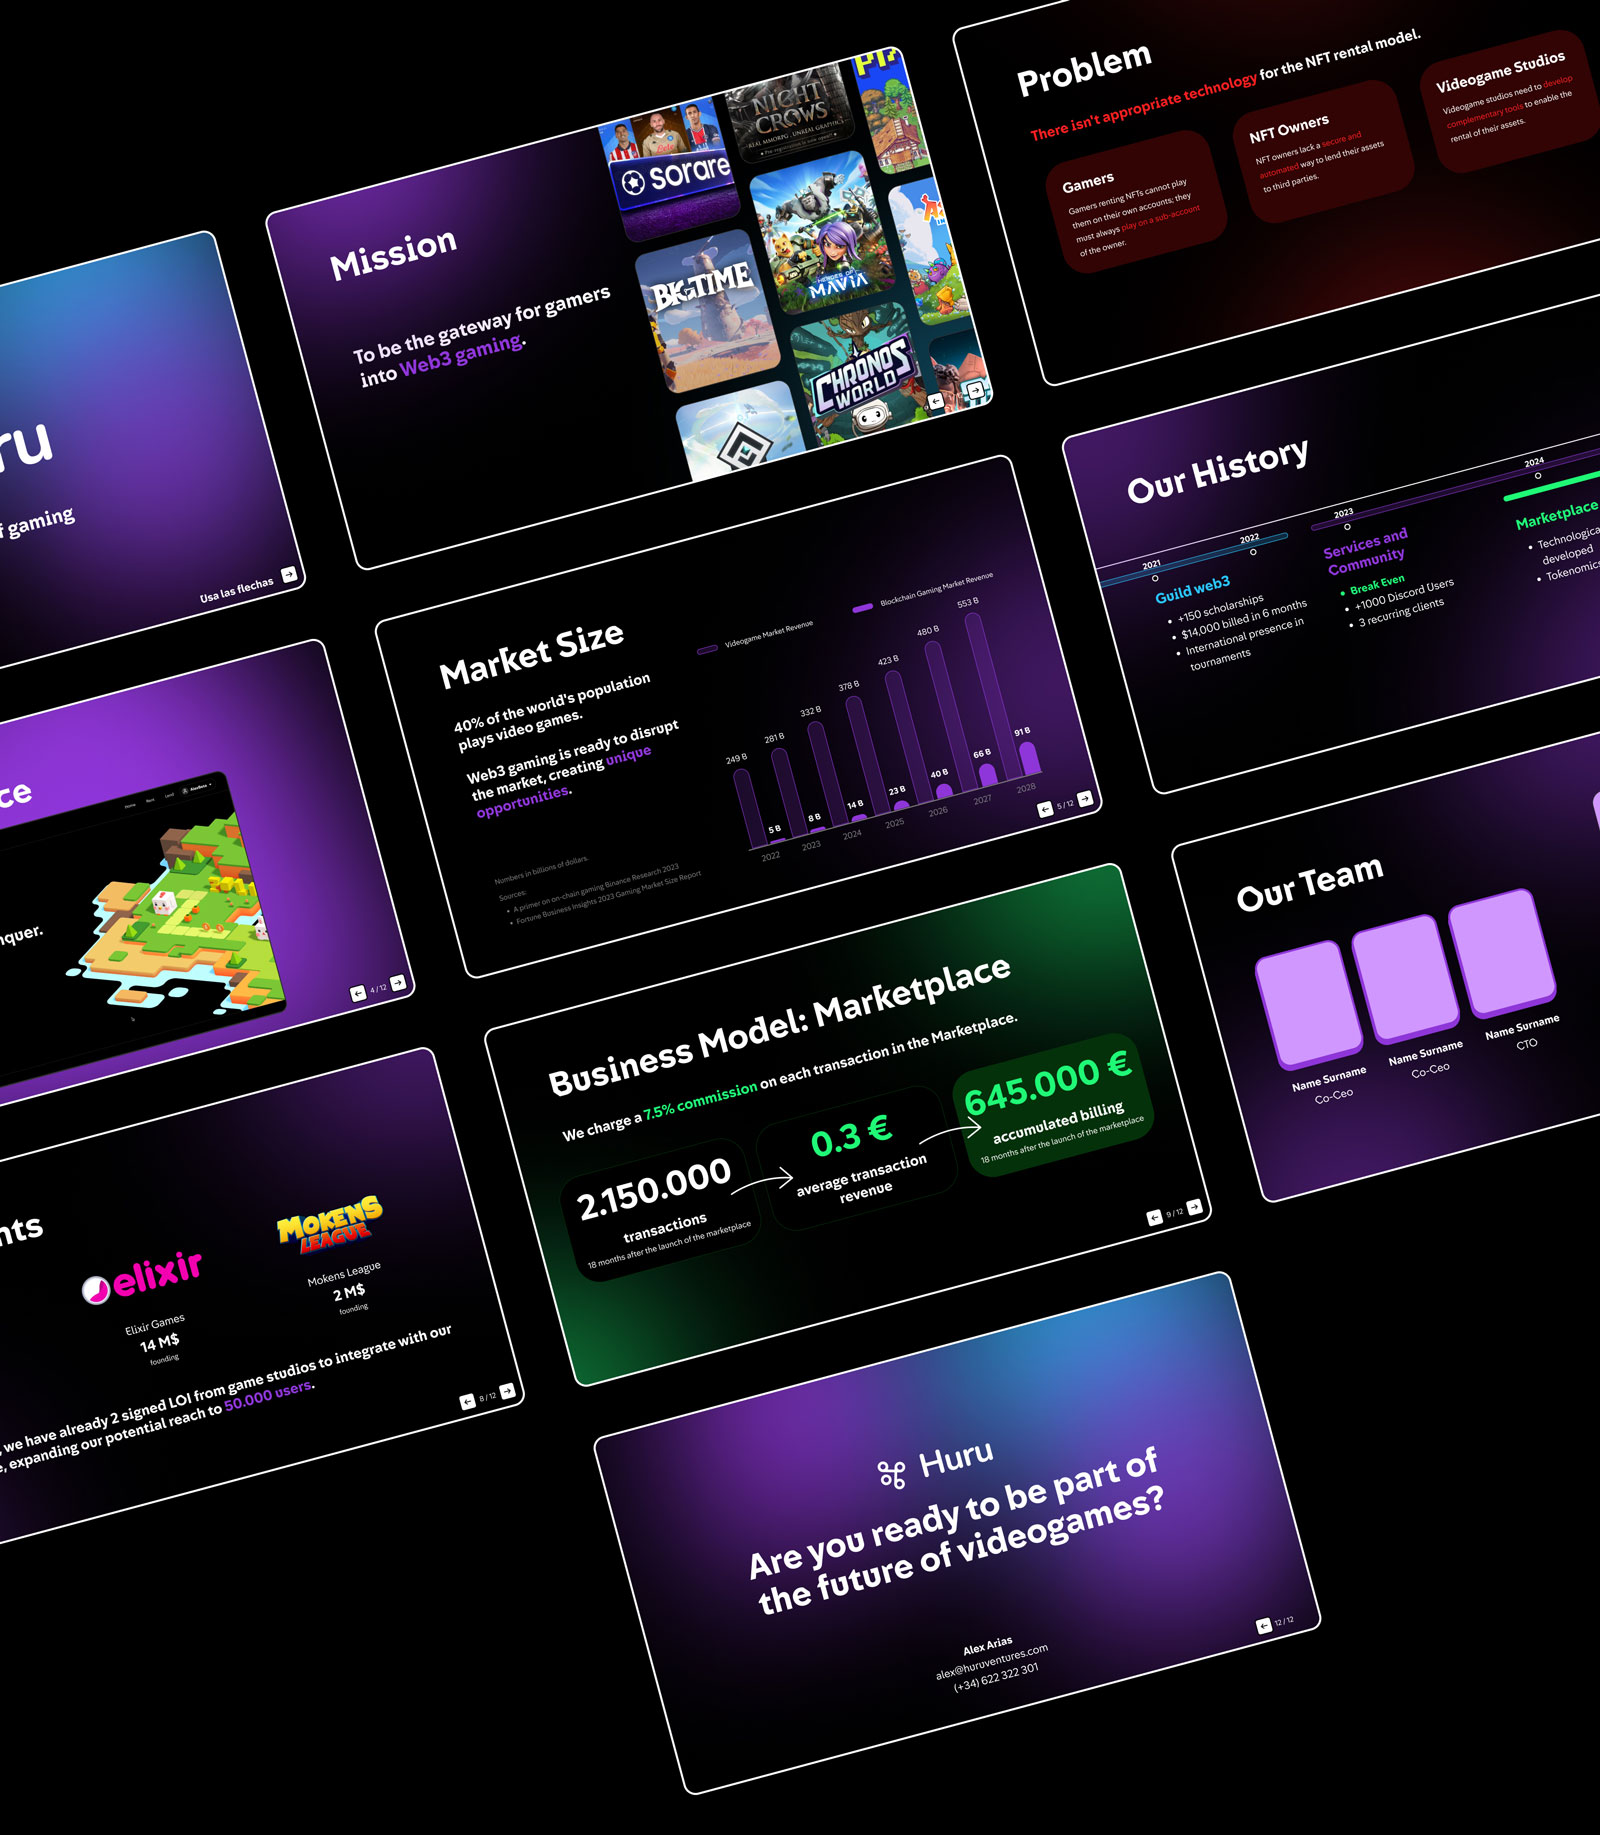 ru
f gaming
Usa las flechas
Mission
To be the gateway for gamers
into Web3 gaming.
sorare
NIGHT
CROWS
BIGTIME
HEROES OF
MAVIA
CHRONOS
WORLD
Problem
There isn't appropriate technology for the NFT rental model.
Gamers
Gamers renting NFTs cannot play
them on their own accounts; they
must always play on a sub-account
of the owner.
NFT Owners
NFT owners lack a secure and
automated way to lend their assets
to third parties.
Videogame Studios
Videogame studios need to develop
complementary tools to enable the
rental of their assets.
ce
nquer.
4 / 12
Market Size
40% of the world's population
plays video games.
Web3 gaming is ready to disrupt
the market, creating unique
opportunities.
Numbers in billions of dollars.
Sources:
• A primer on on-chain gaming Binance Research 2023
• Fortune Business Insights 2023 Gaming Market Size Report
Videogame Market Revenue
Blockchain Gaming Market Revenue
249 B
281 B
332 B
378 B
423 B
480 B
553 B
5 B
8 B
14 B
23 B
40 B
66 B
91 B
2022
2023
2024
2025
2026
2027
2028
5 / 12
Our History
2021
2022
2023
2024
Guild web3
• +150 scholarships
• $14,000 billed in 6 months
• International presence in
tournaments
Services and
Community
• Break Even
• +1000 Discord Users
• 3 recurring clients
Marketplace
• Technologica
developed
• Tokenomics
nts
elixir
Elixir Games
14 M$
founding
MOKENS
LEAGUE
Mokens League
2 M$
founding
, we have already 2 signed LOI from game studios to integrate with our
e, expanding our potential reach to 50.000 users.
8 / 12
Business Model: Marketplace
We charge a 7.5% commission on each transaction in the Marketplace.
2.150.000
transactions
18 months after the launch of the marketplace
0.3 €
average transaction
revenue
645.000 €
accumulated billing
18 months after the launch of the marketplace
9 / 12
Our Team
Name Surname
Co-Ceo
Name Surname
Co-Ceo
Name Surname
CTO
Huru
Are you ready to be part of
the future of videogames?
Alex Arias
alex@huruventures.com
(+34) 622 322 301
12 / 12